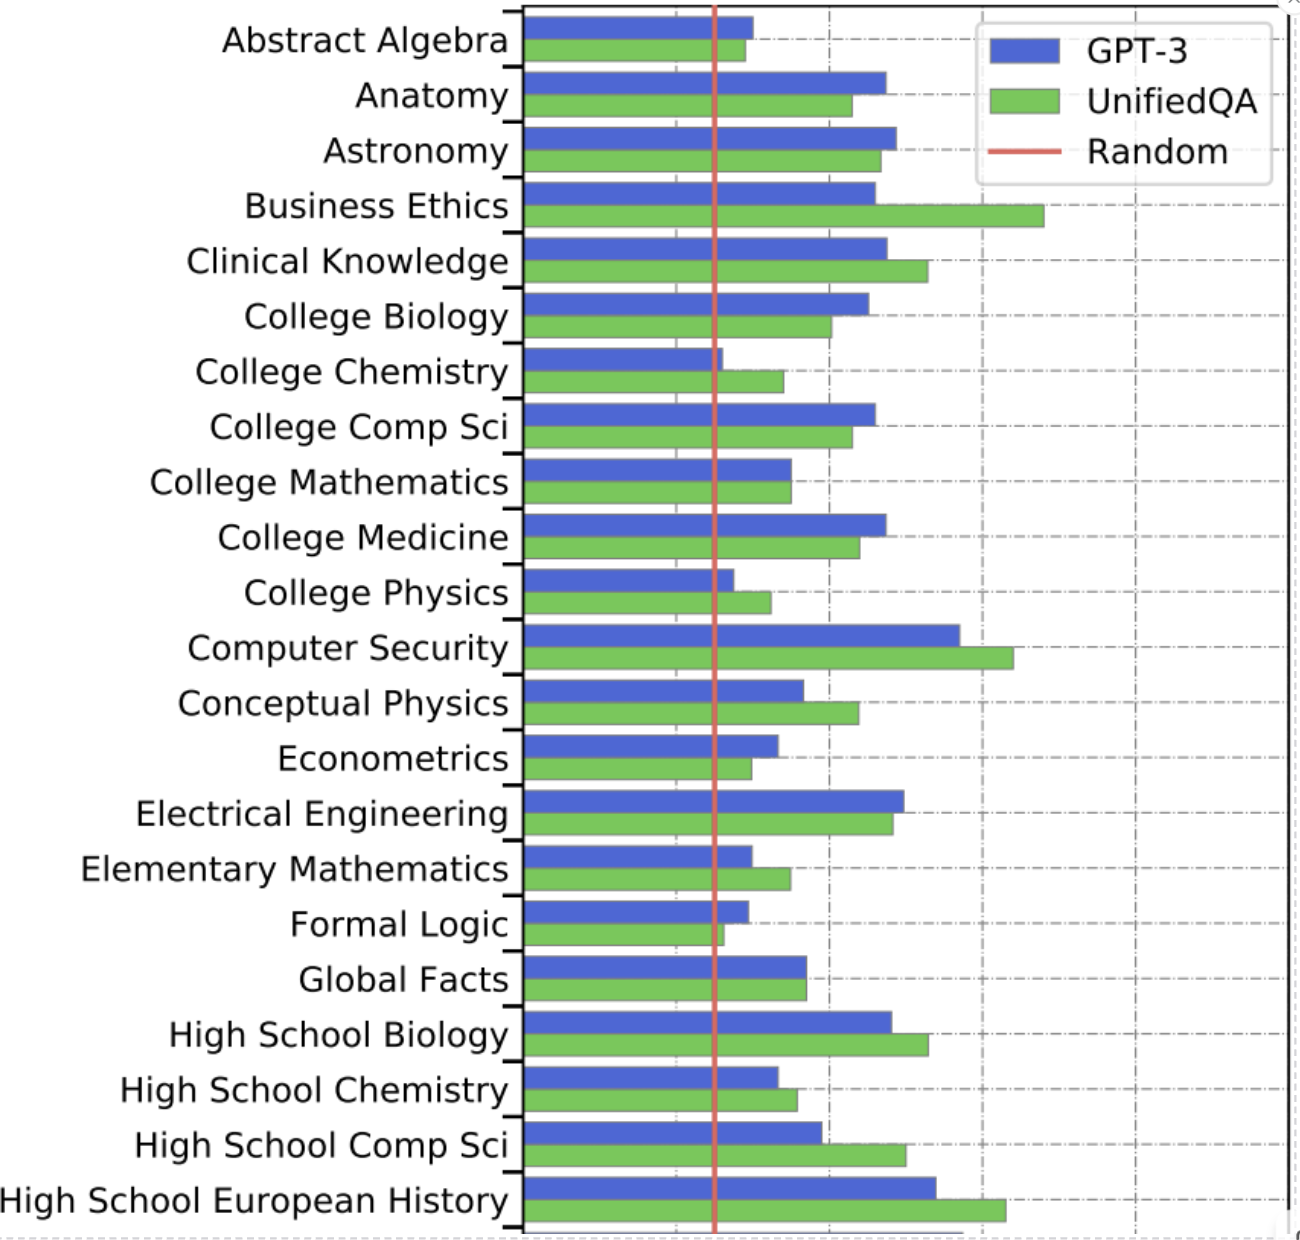 Abstract Algebra
Anatomy
Astronomy
Business Ethics
Clinical Knowledge
College Biology
College Chemistry
College Comp Sci
College Mathematics
College Medicine
College Physics
Computer Security
Conceptual Physics
Econometrics
Electrical Engineering
Elementary Mathematics
Formal Logic
Global Facts
High School Biology
High School Chemistry
High School Comp Sci
High School European History
GPT-3
UnifiedQA
Random